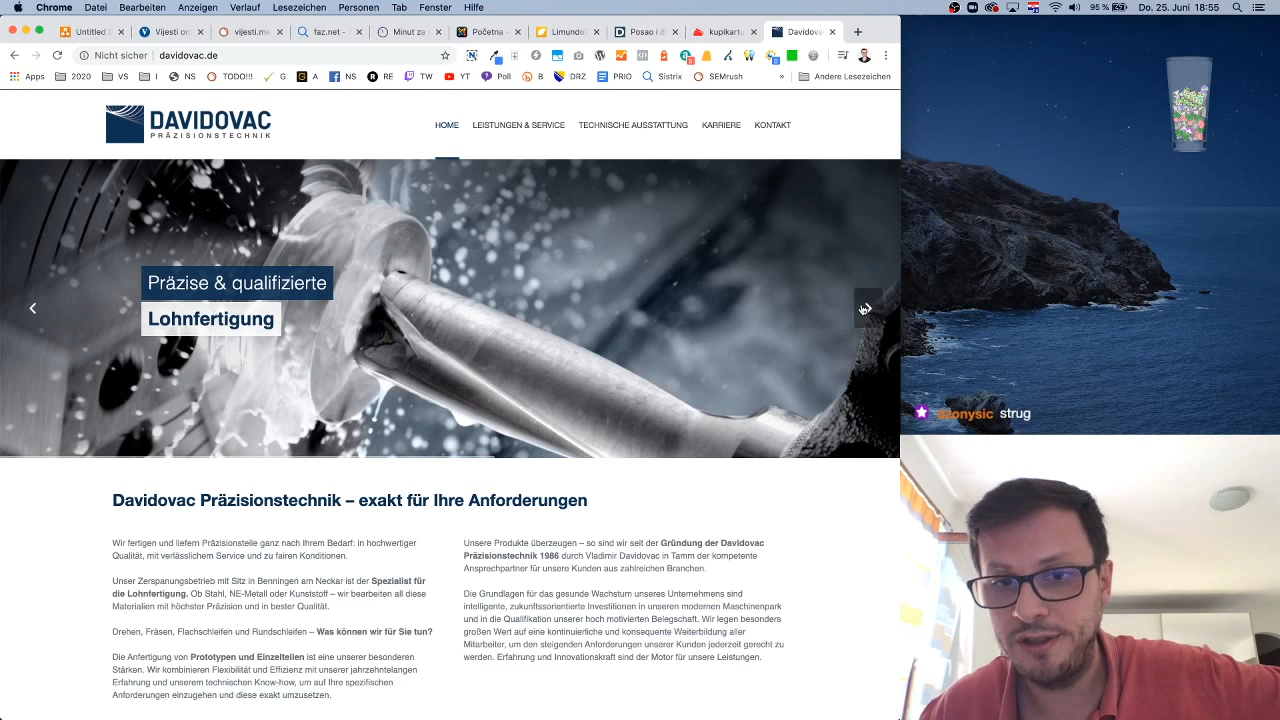 Chrome Datei Bearbeiten Anzeigen Verlauf Lesezeichen Personen Tab Fenster Hilfe
95 % Do. 25. Juni 18:55
Untitled D
Vijesti on
vijesti.me
faz.net -
Minut za
Početna -
Limundo
Posao i d
kupikartu
Davidova
Nicht sicher | davidovac.de
Apps 2020 VS I NS TODO!!! G A NS RE TW YT Poll B DRZ PRIO Sistrix SEMrush » Andere Lesezeichen
DAVIDOVAC
PRÄZISIONSTECHNIK
HOME LEISTUNGEN & SERVICE TECHNISCHE AUSSTATTUNG KARRIERE KONTAKT
Präzise & qualifizierte
Lohnfertigung
Davidovac Präzisionstechnik – exakt für Ihre Anforderungen
Wir fertigen und liefern Präzisionsteile ganz nach Ihrem Bedarf: in hochwertiger
Qualität, mit verlässlichem Service und zu fairen Konditionen.
Unser Zerspanungsbetrieb mit Sitz in Benningen am Neckar ist der Spezialist für
die Lohnfertigung. Ob Stahl, NE-Metall oder Kunststoff – wir bearbeiten all diese
Materialien mit höchster Präzision und in bester Qualität.
Drehen, Fräsen, Flachschleifen und Rundschleifen – Was können wir für Sie tun?
Die Anfertigung von Prototypen und Einzelteilen ist eine unserer besonderen
Stärken. Wir kombinieren Flexibilität und Effizienz mit unserer jahrzehntelangen
Erfahrung und unserem technischen Know-how, um auf Ihre spezifischen
Anforderungen einzugehen und diese exakt umzusetzen.
Unsere Produkte überzeugen – so sind wir seit der Gründung der Davidovac
Präzisionstechnik 1986 durch Vladimir Davidovac in Tamm der kompetente
Ansprechpartner für unsere Kunden aus zahlreichen Branchen.
Die Grundlagen für das gesunde Wachstum unseres Unternehmens sind
intelligente, zukunftssorientierte Investitionen in unseren modernen Maschinenpark
und in die Qualifikation unserer hoch motivierten Belegschaft. Wir legen besonders
großen Wert auf eine kontinuierliche und konsequente Weiterbildung aller
Mitarbeiter, um den steigenden Anforderungen unserer Kunden jederzeit gerecht zu
werden. Erfahrung und Innovationskraft sind der Motor für unsere Leistungen.
strug